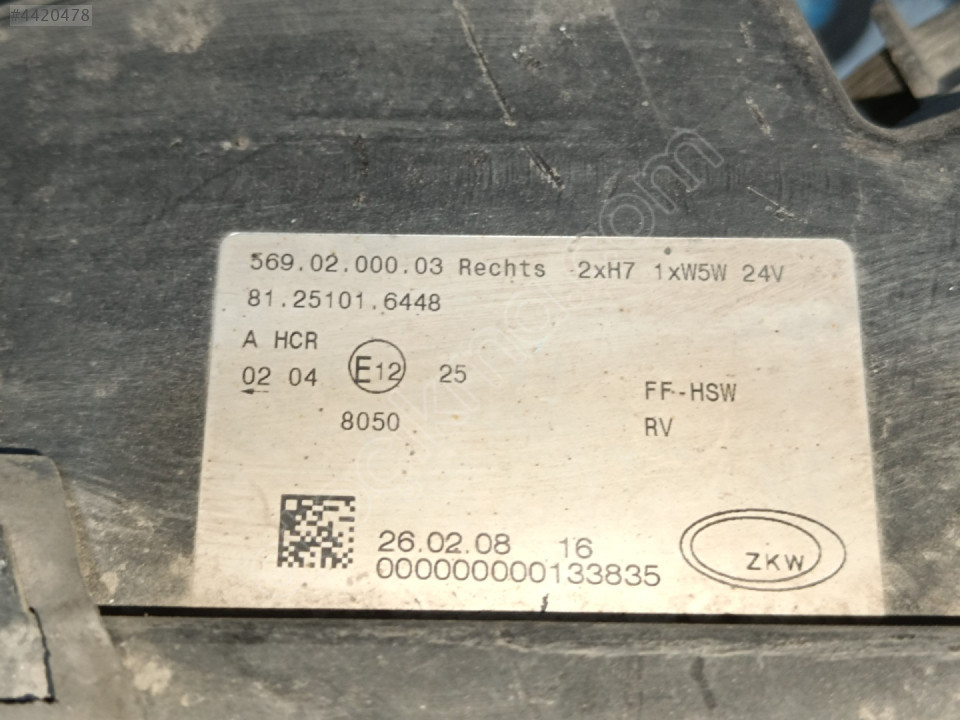 #4420478
569.02.000.03 Rechts 2xH7 1xW5W 24V
81.25101.6448
A HCR
02 04 E12 25
8050
FF-HSW
RV
26.02.08 16
000000000133835
ZKW